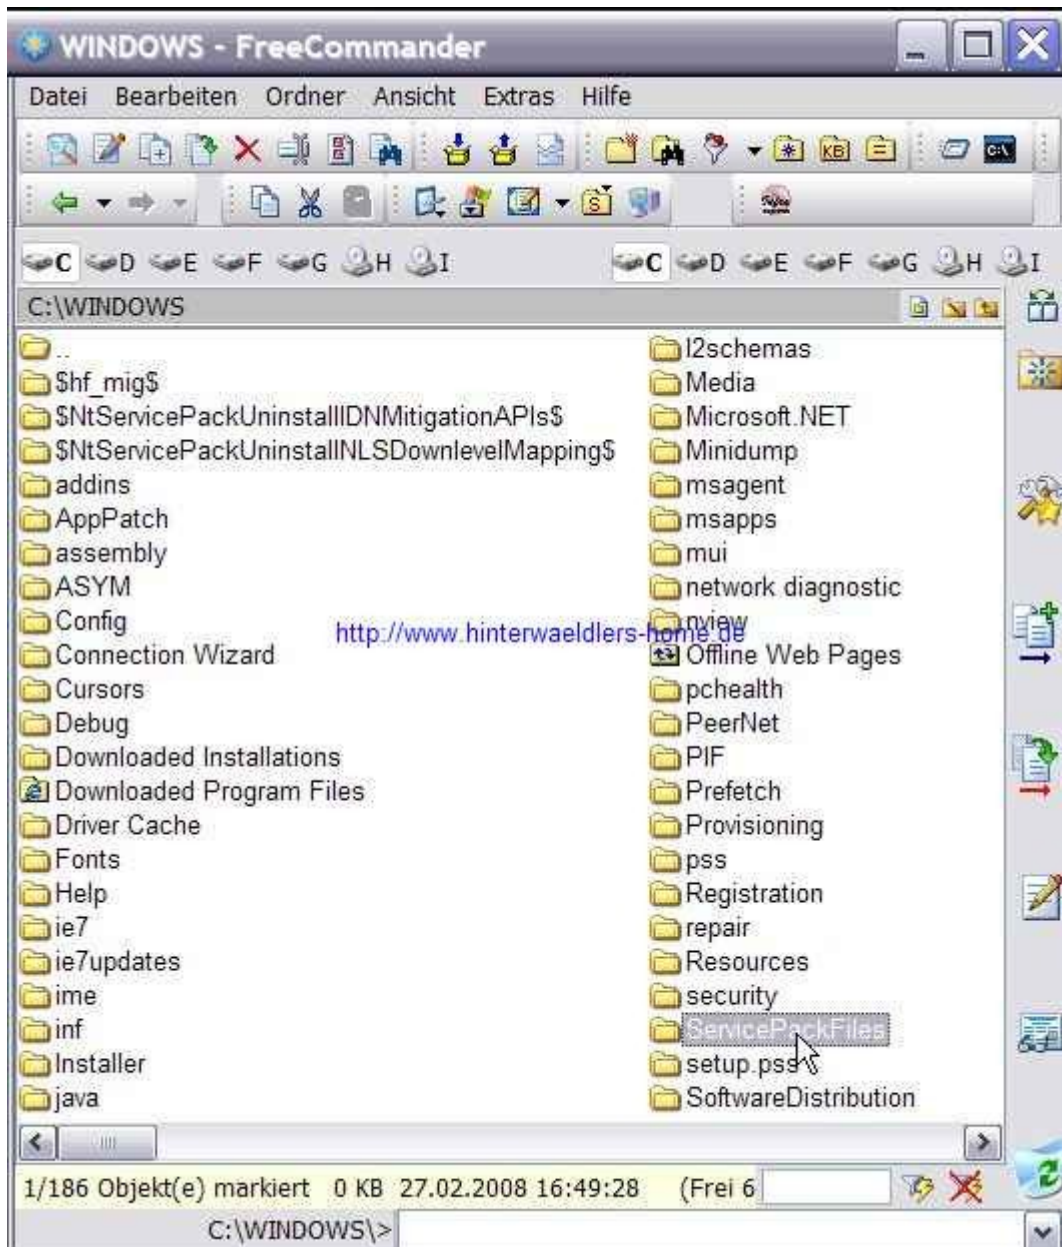 WINDOWS - FreeCommander
Datei Bearbeiten Ordner Ansicht Extras Hilfe
KB
C:\
S
C D E F G H I
C D E F G H I
C:\WINDOWS
..
$hf_mig$
$NtServicePackUninstallIDNMitigationAPIs$
$NtServicePackUninstallNLSDownlevelMapping$
addins
AppPatch
assembly
ASYM
Config
Connection Wizard
Cursors
Debug
Downloaded Installations
Downloaded Program Files
Driver Cache
Fonts
Help
ie7
ie7updates
ime
inf
Installer
java
l2schemas
Media
Microsoft.NET
Minidump
msagent
msapps
mui
network diagnostic
nview
Offline Web Pages
pchealth
PeerNet
PIF
Prefetch
Provisioning
pss
Registration
repair
Resources
security
ServicePackFiles
setup.pss
SoftwareDistribution
http://www.hinterwaeldlers-home.de
1/186 Objekt(e) markiert 0 KB 27.02.2008 16:49:28 (Frei 6
C:\WINDOWS\>